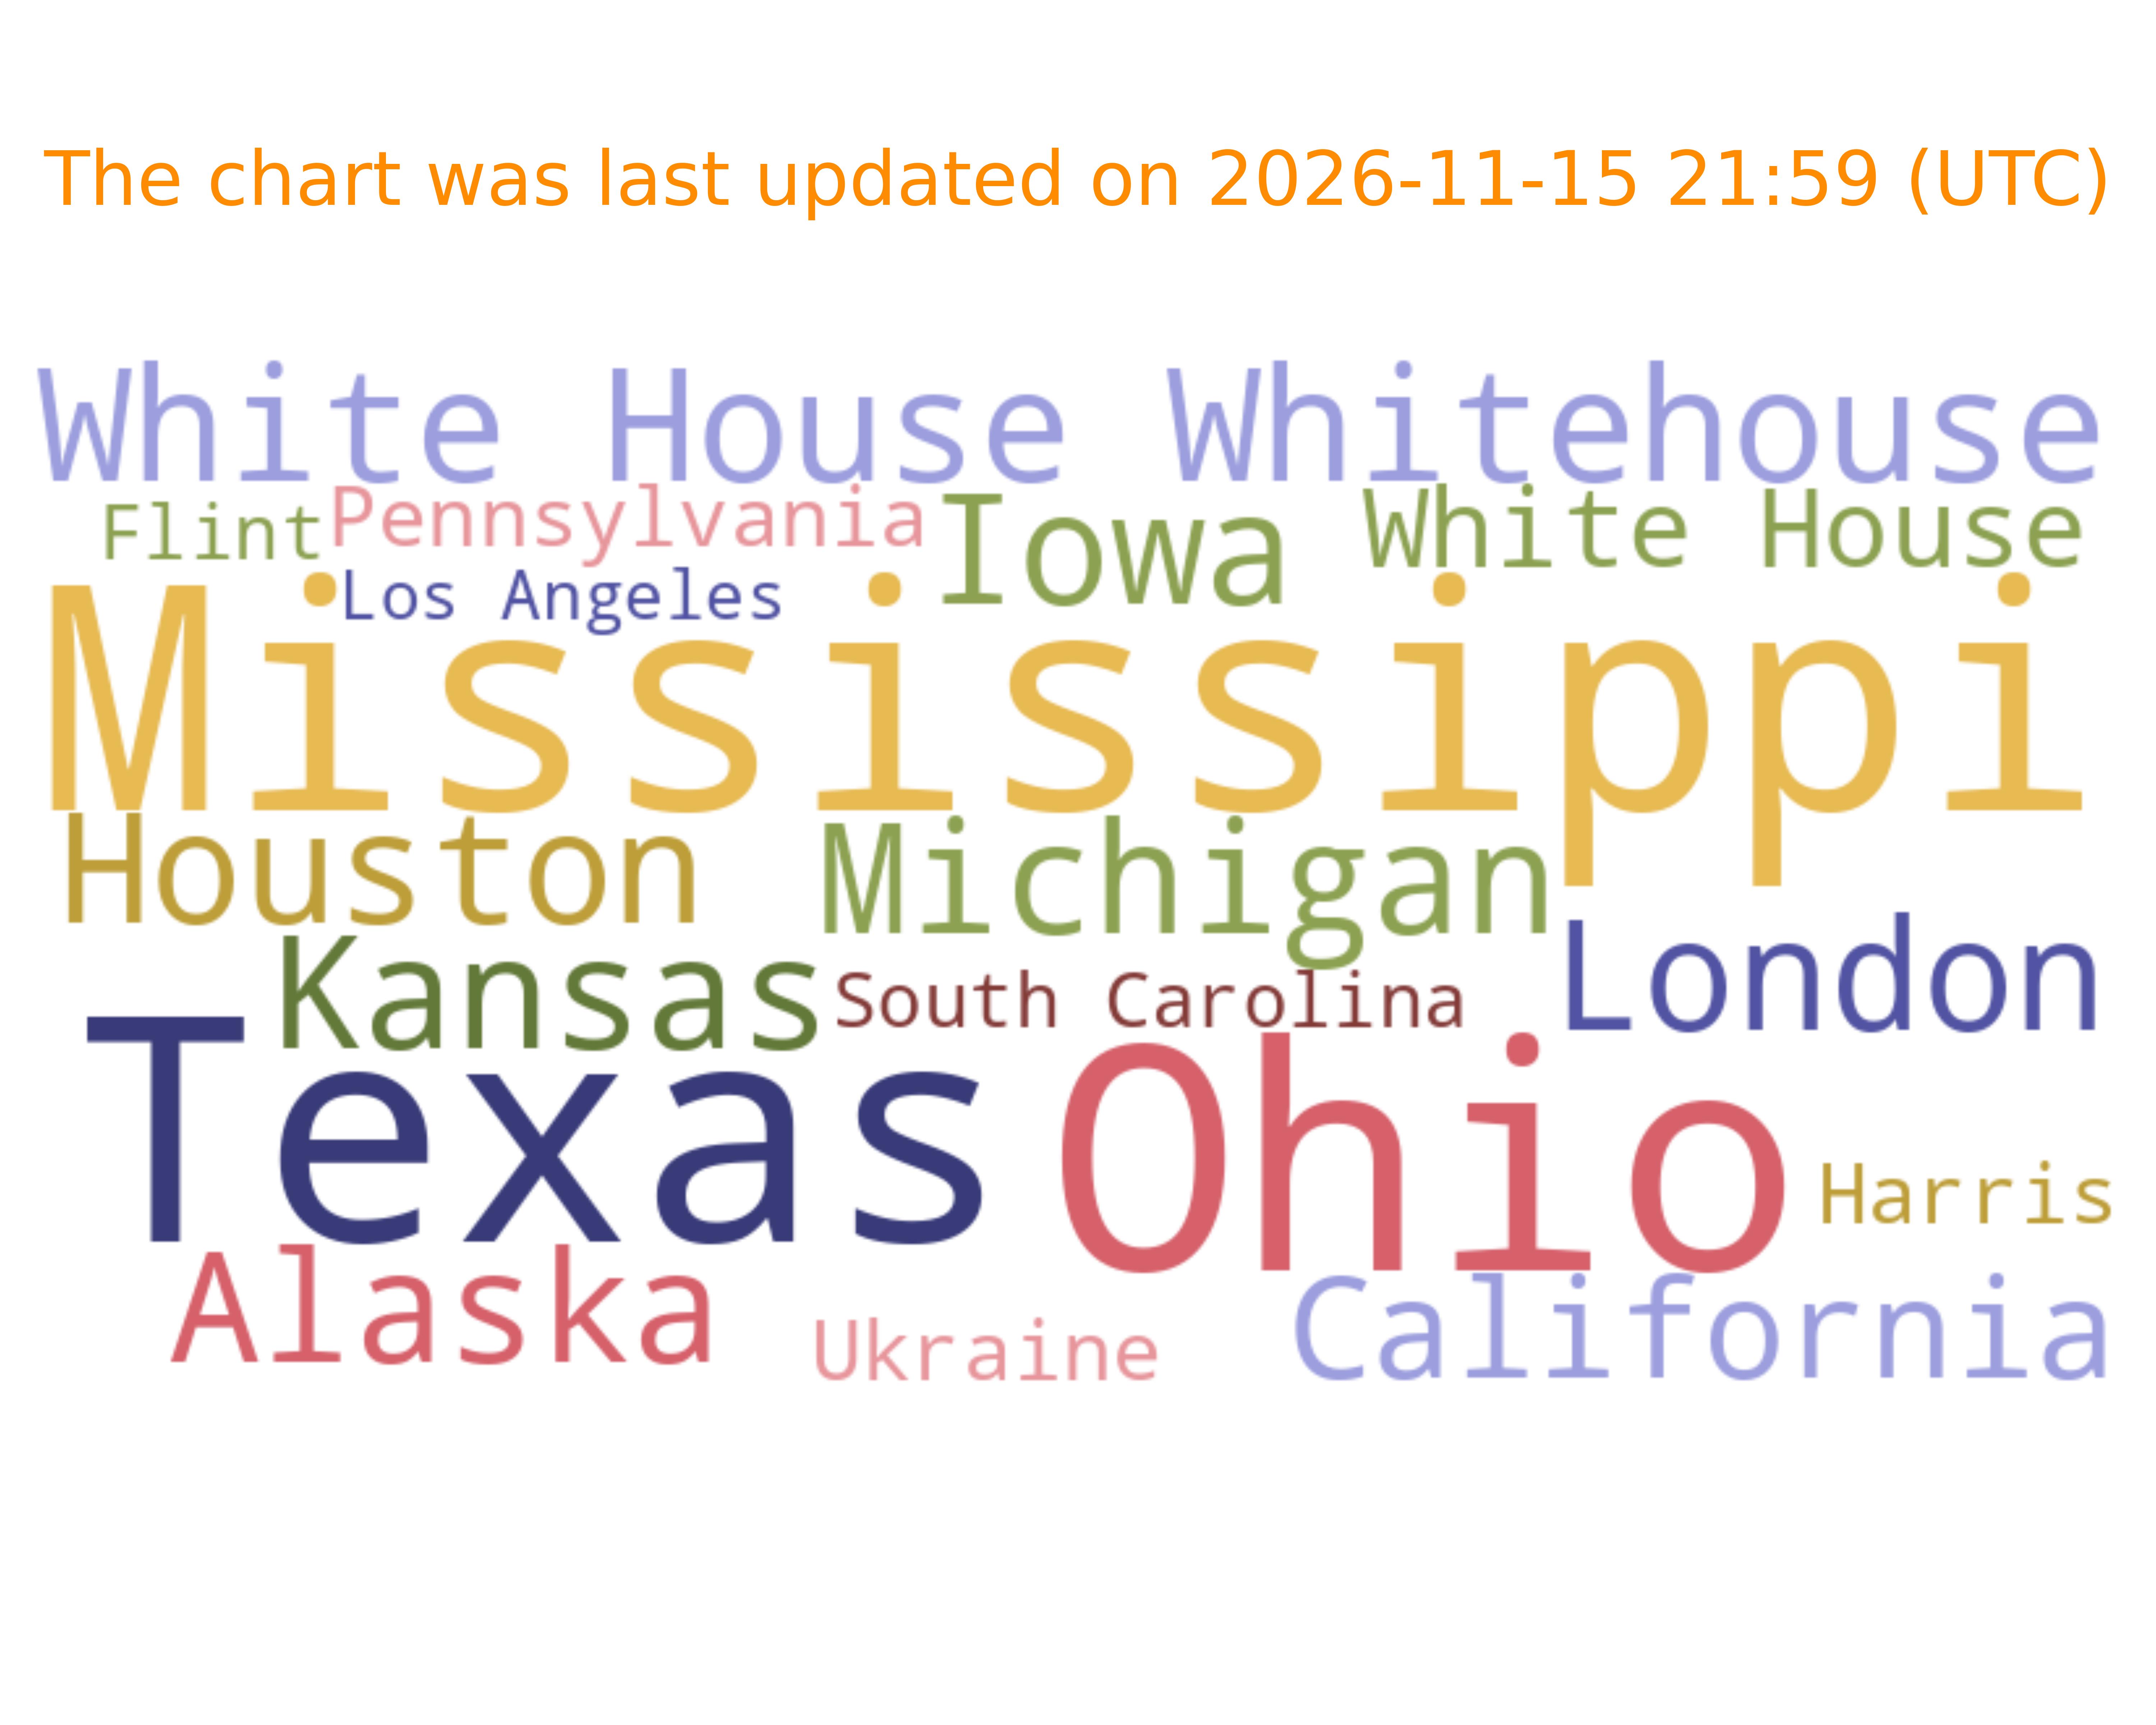 The chart was last updated on 2026-11-15 21:59 (UTC)
White House Whitehouse
Flint Pennsylvania Iowa White House
Los Angeles
Mississippi
Houston Michigan
Kansas South Carolina London
Texas Ohio Harris
Alaska Ukraine California